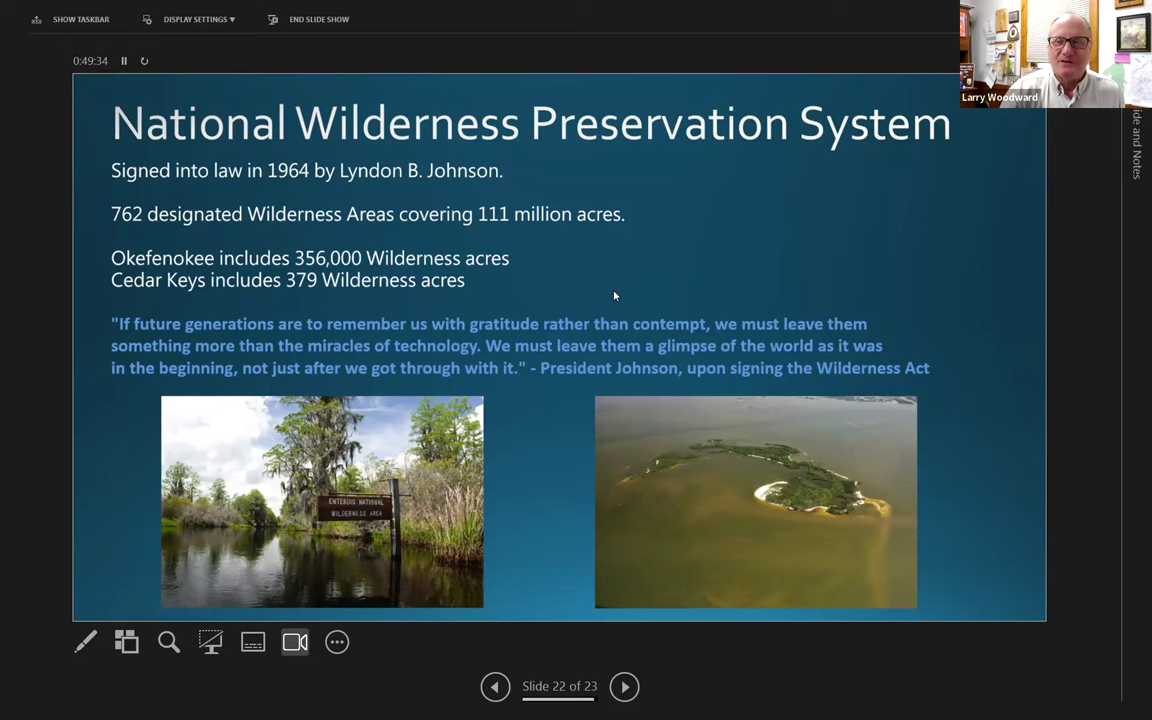 SHOW TASKBAR
DISPLAY SETTINGS ▾
END SLIDE SHOW
0:49:34
Larry Woodward
ide and Notes
National Wilderness Preservation System
Signed into law in 1964 by Lyndon B. Johnson.
762 designated Wilderness Areas covering 111 million acres.
Okefenokee includes 356,000 Wilderness acres
Cedar Keys includes 379 Wilderness acres
"If future generations are to remember us with gratitude rather than contempt, we must leave them
something more than the miracles of technology. We must leave them a glimpse of the world as it was
in the beginning, not just after we got through with it." - President Johnson, upon signing the Wilderness Act
ENTERING NATIONAL
WILDERNESS AREA
Slide 22 of 23